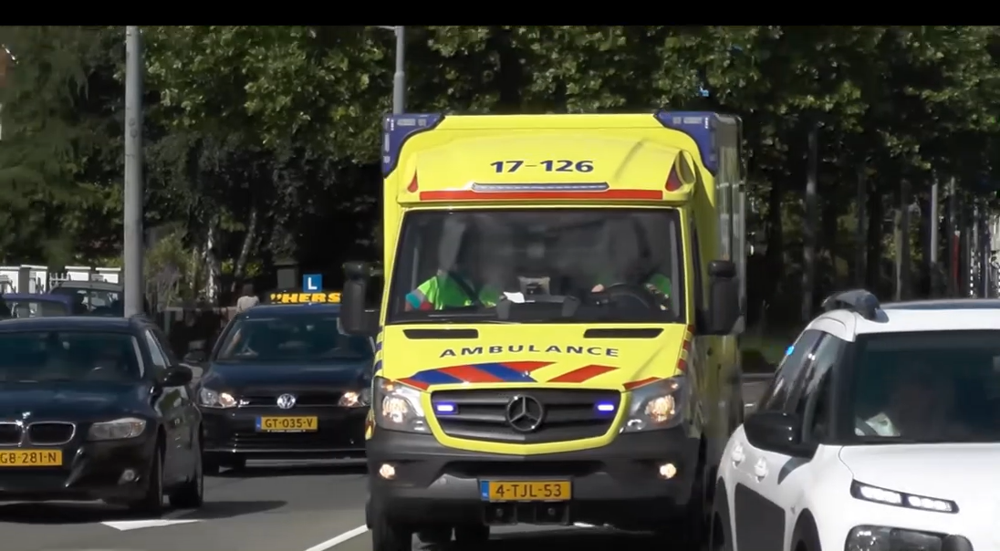 17-126
L
"HERS
AMBULANCE
GT-035-V
GB-281-N
4-TJL-53